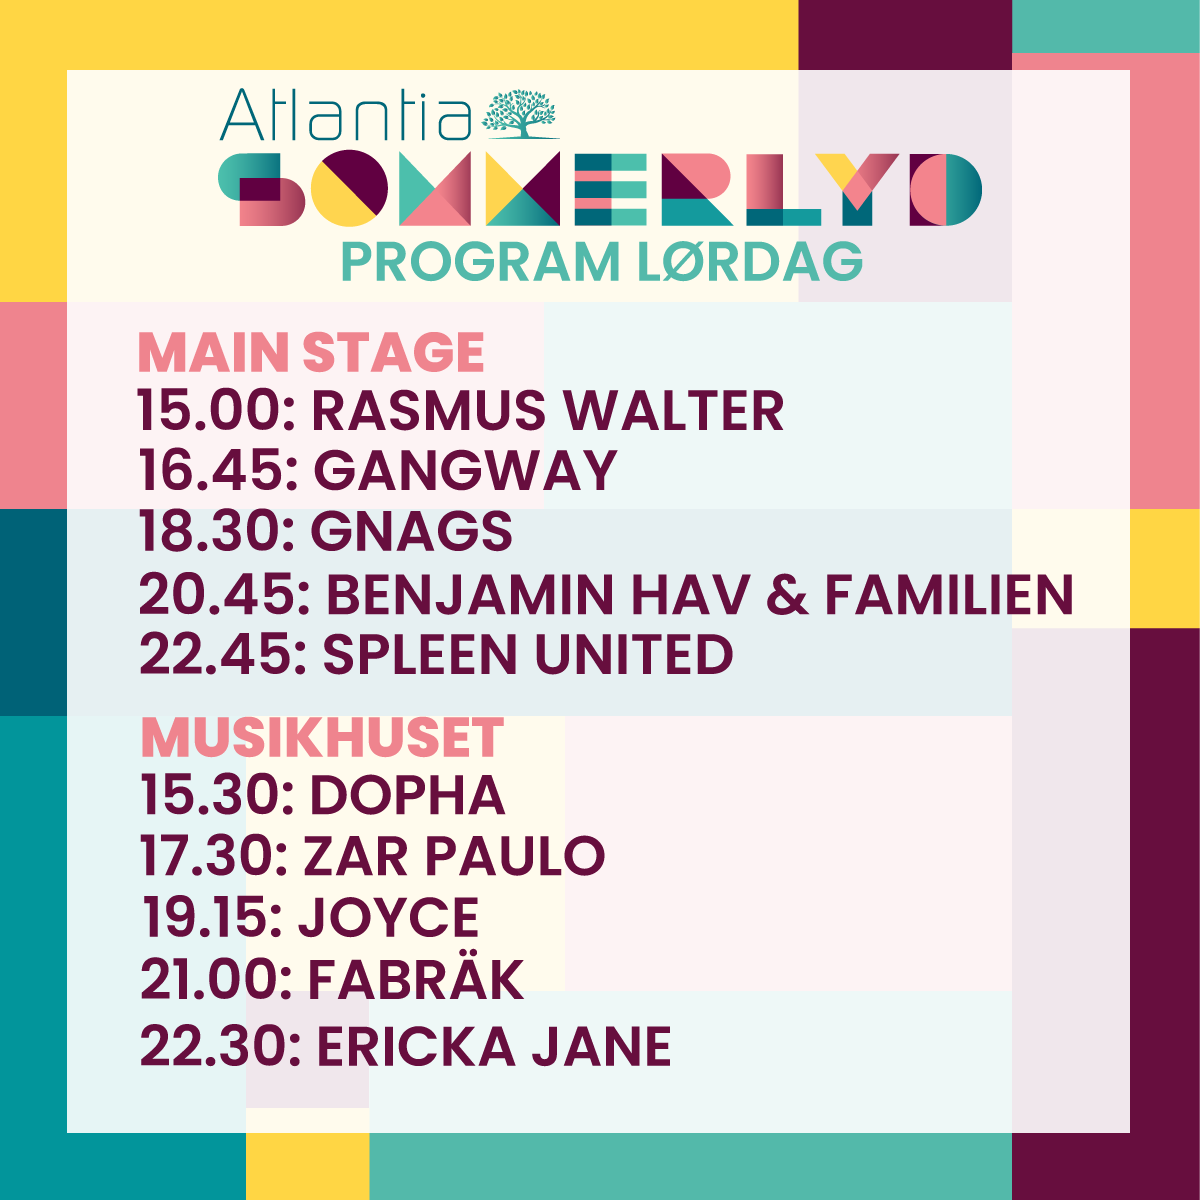 Atlantia
SOMMERLYD
PROGRAM LØRDAG
MAIN STAGE
15.00: RASMUS WALTER
16.45: GANGWAY
18.30: GNAGS
20.45: BENJAMIN HAV & FAMILIEN
22.45: SPLEEN UNITED
MUSIKHUSET
15.30: DOPHA
17.30: ZAR PAULO
19.15: JOYCE
21.00: FABRÄK
22.30: ERICKA JANE